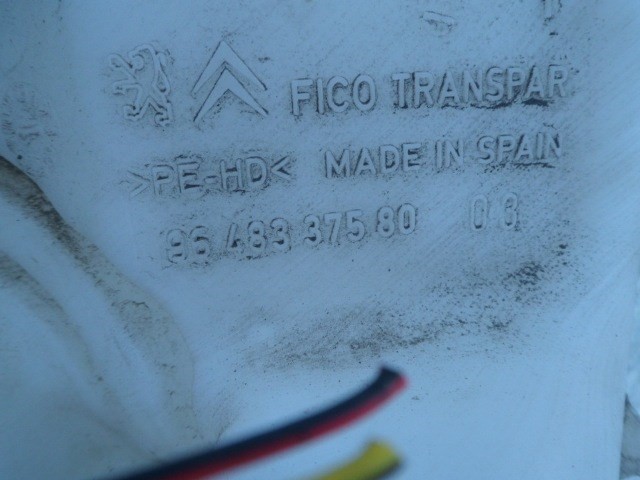 FICO TRANSPAR
>PE-HD< MADE IN SPAIN
96 483 375 80 03